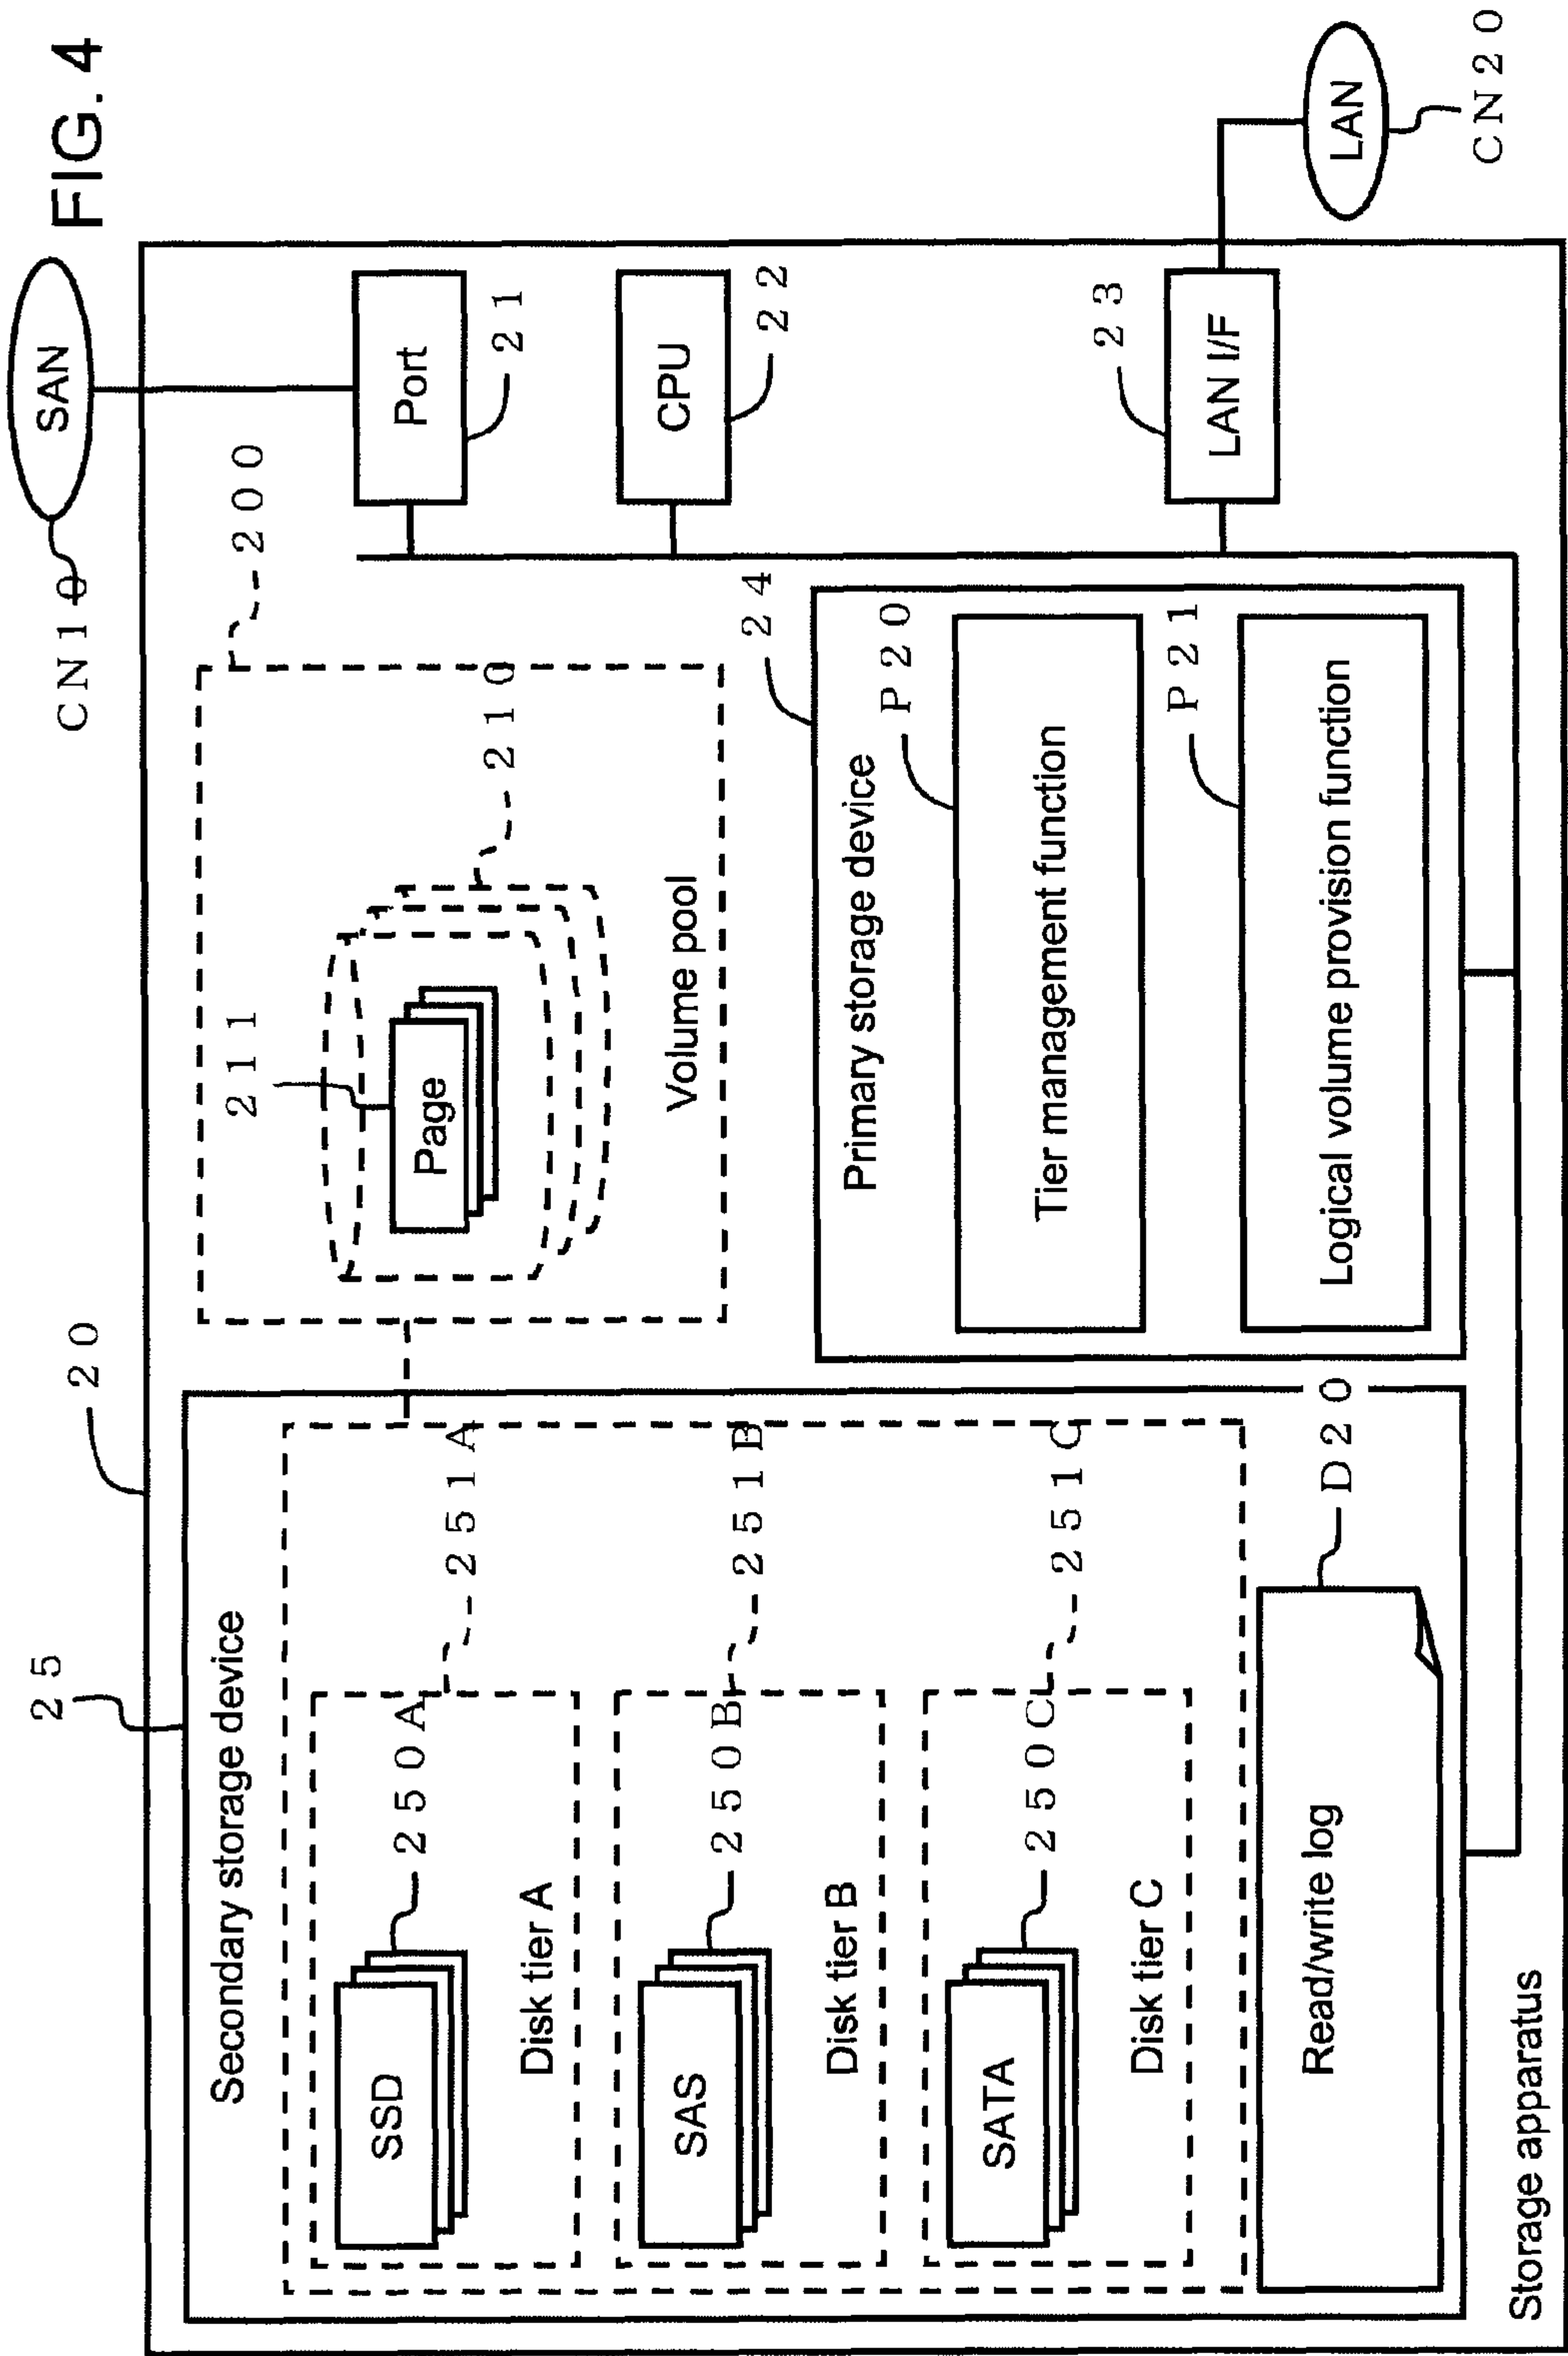 FIG. 4
SAN
CN10
20
25
Secondary storage device
SSD
250A
Disk tier A
251A
SAS
250B
Disk tier B
251B
SATA
250C
Disk tier C
251C
Read/write log
D20
Storage apparatus
200
211
Page
210
Volume pool
24
Primary storage device
P20
Tier management function
P21
Logical volume provision function
Port
21
CPU
22
23
LAN I/F
LAN
CN20